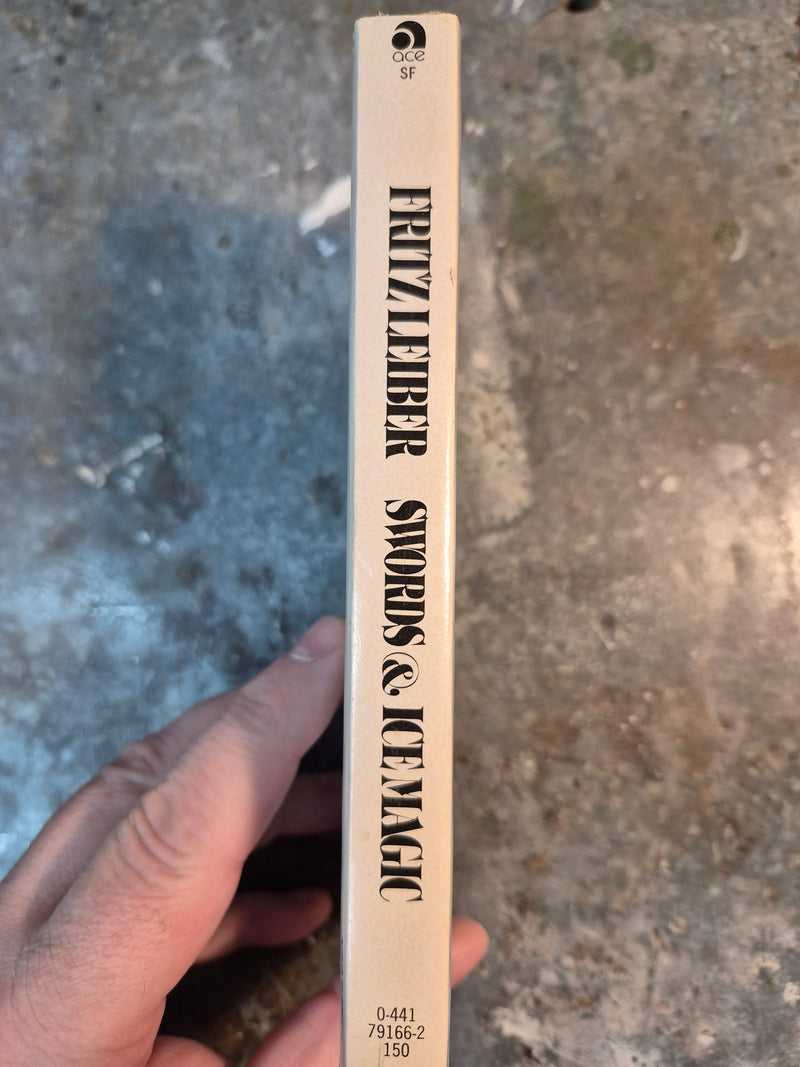 ace
SF
FRITZ LEIBER SWORDS & ICE MAGIC
0-441
79166-2
150